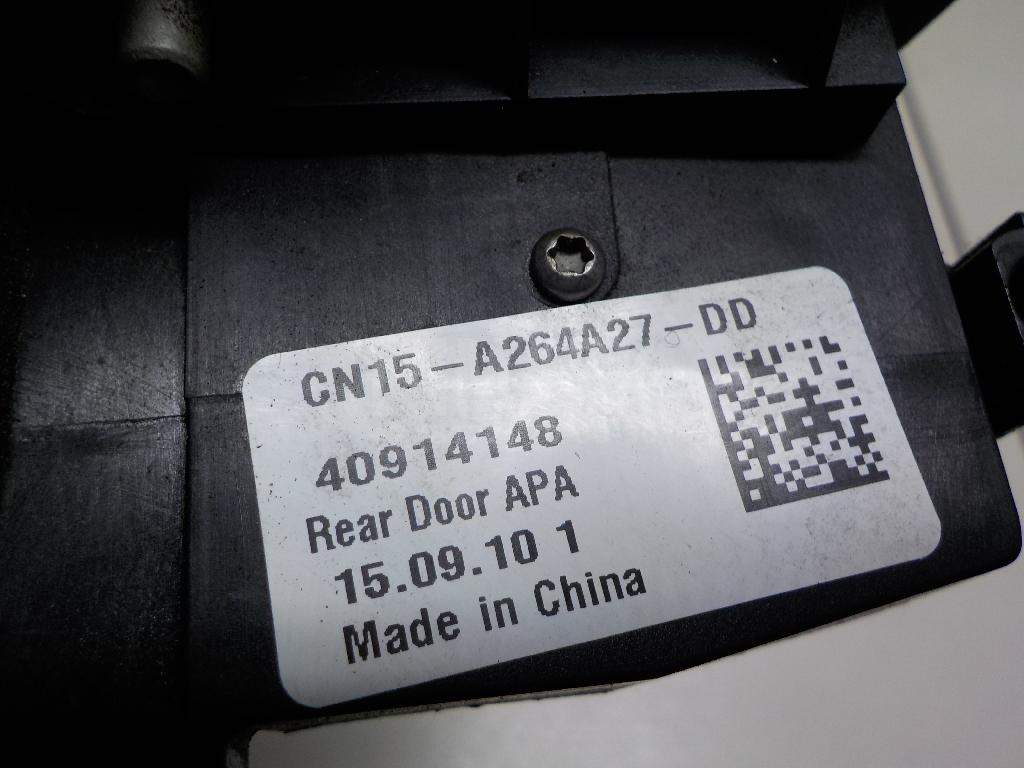 CN15-A264A27-DD
40914148
Rear Door APA
15.09.10 1
Made in China